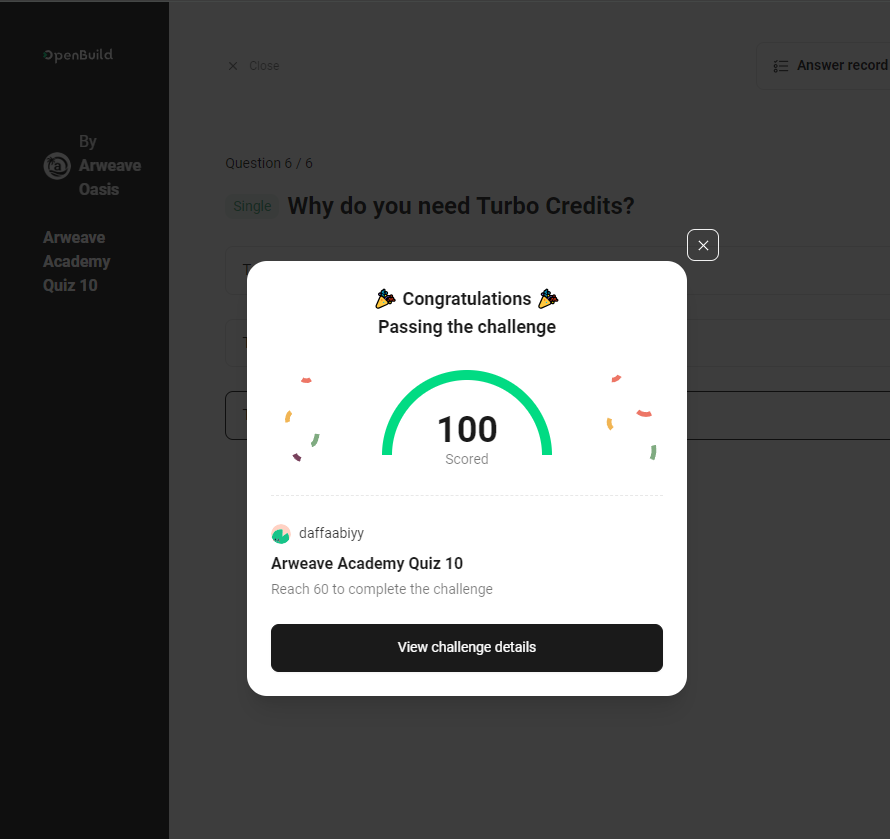 OpenBuild
By
Arweave
Oasis
Arweave
Academy
Quiz 10
Close
Answer record
Question 6 / 6
Single Why do you need Turbo Credits?
Congratulations
Passing the challenge
100
Scored
daffaabiyy
Arweave Academy Quiz 10
Reach 60 to complete the challenge
View challenge details